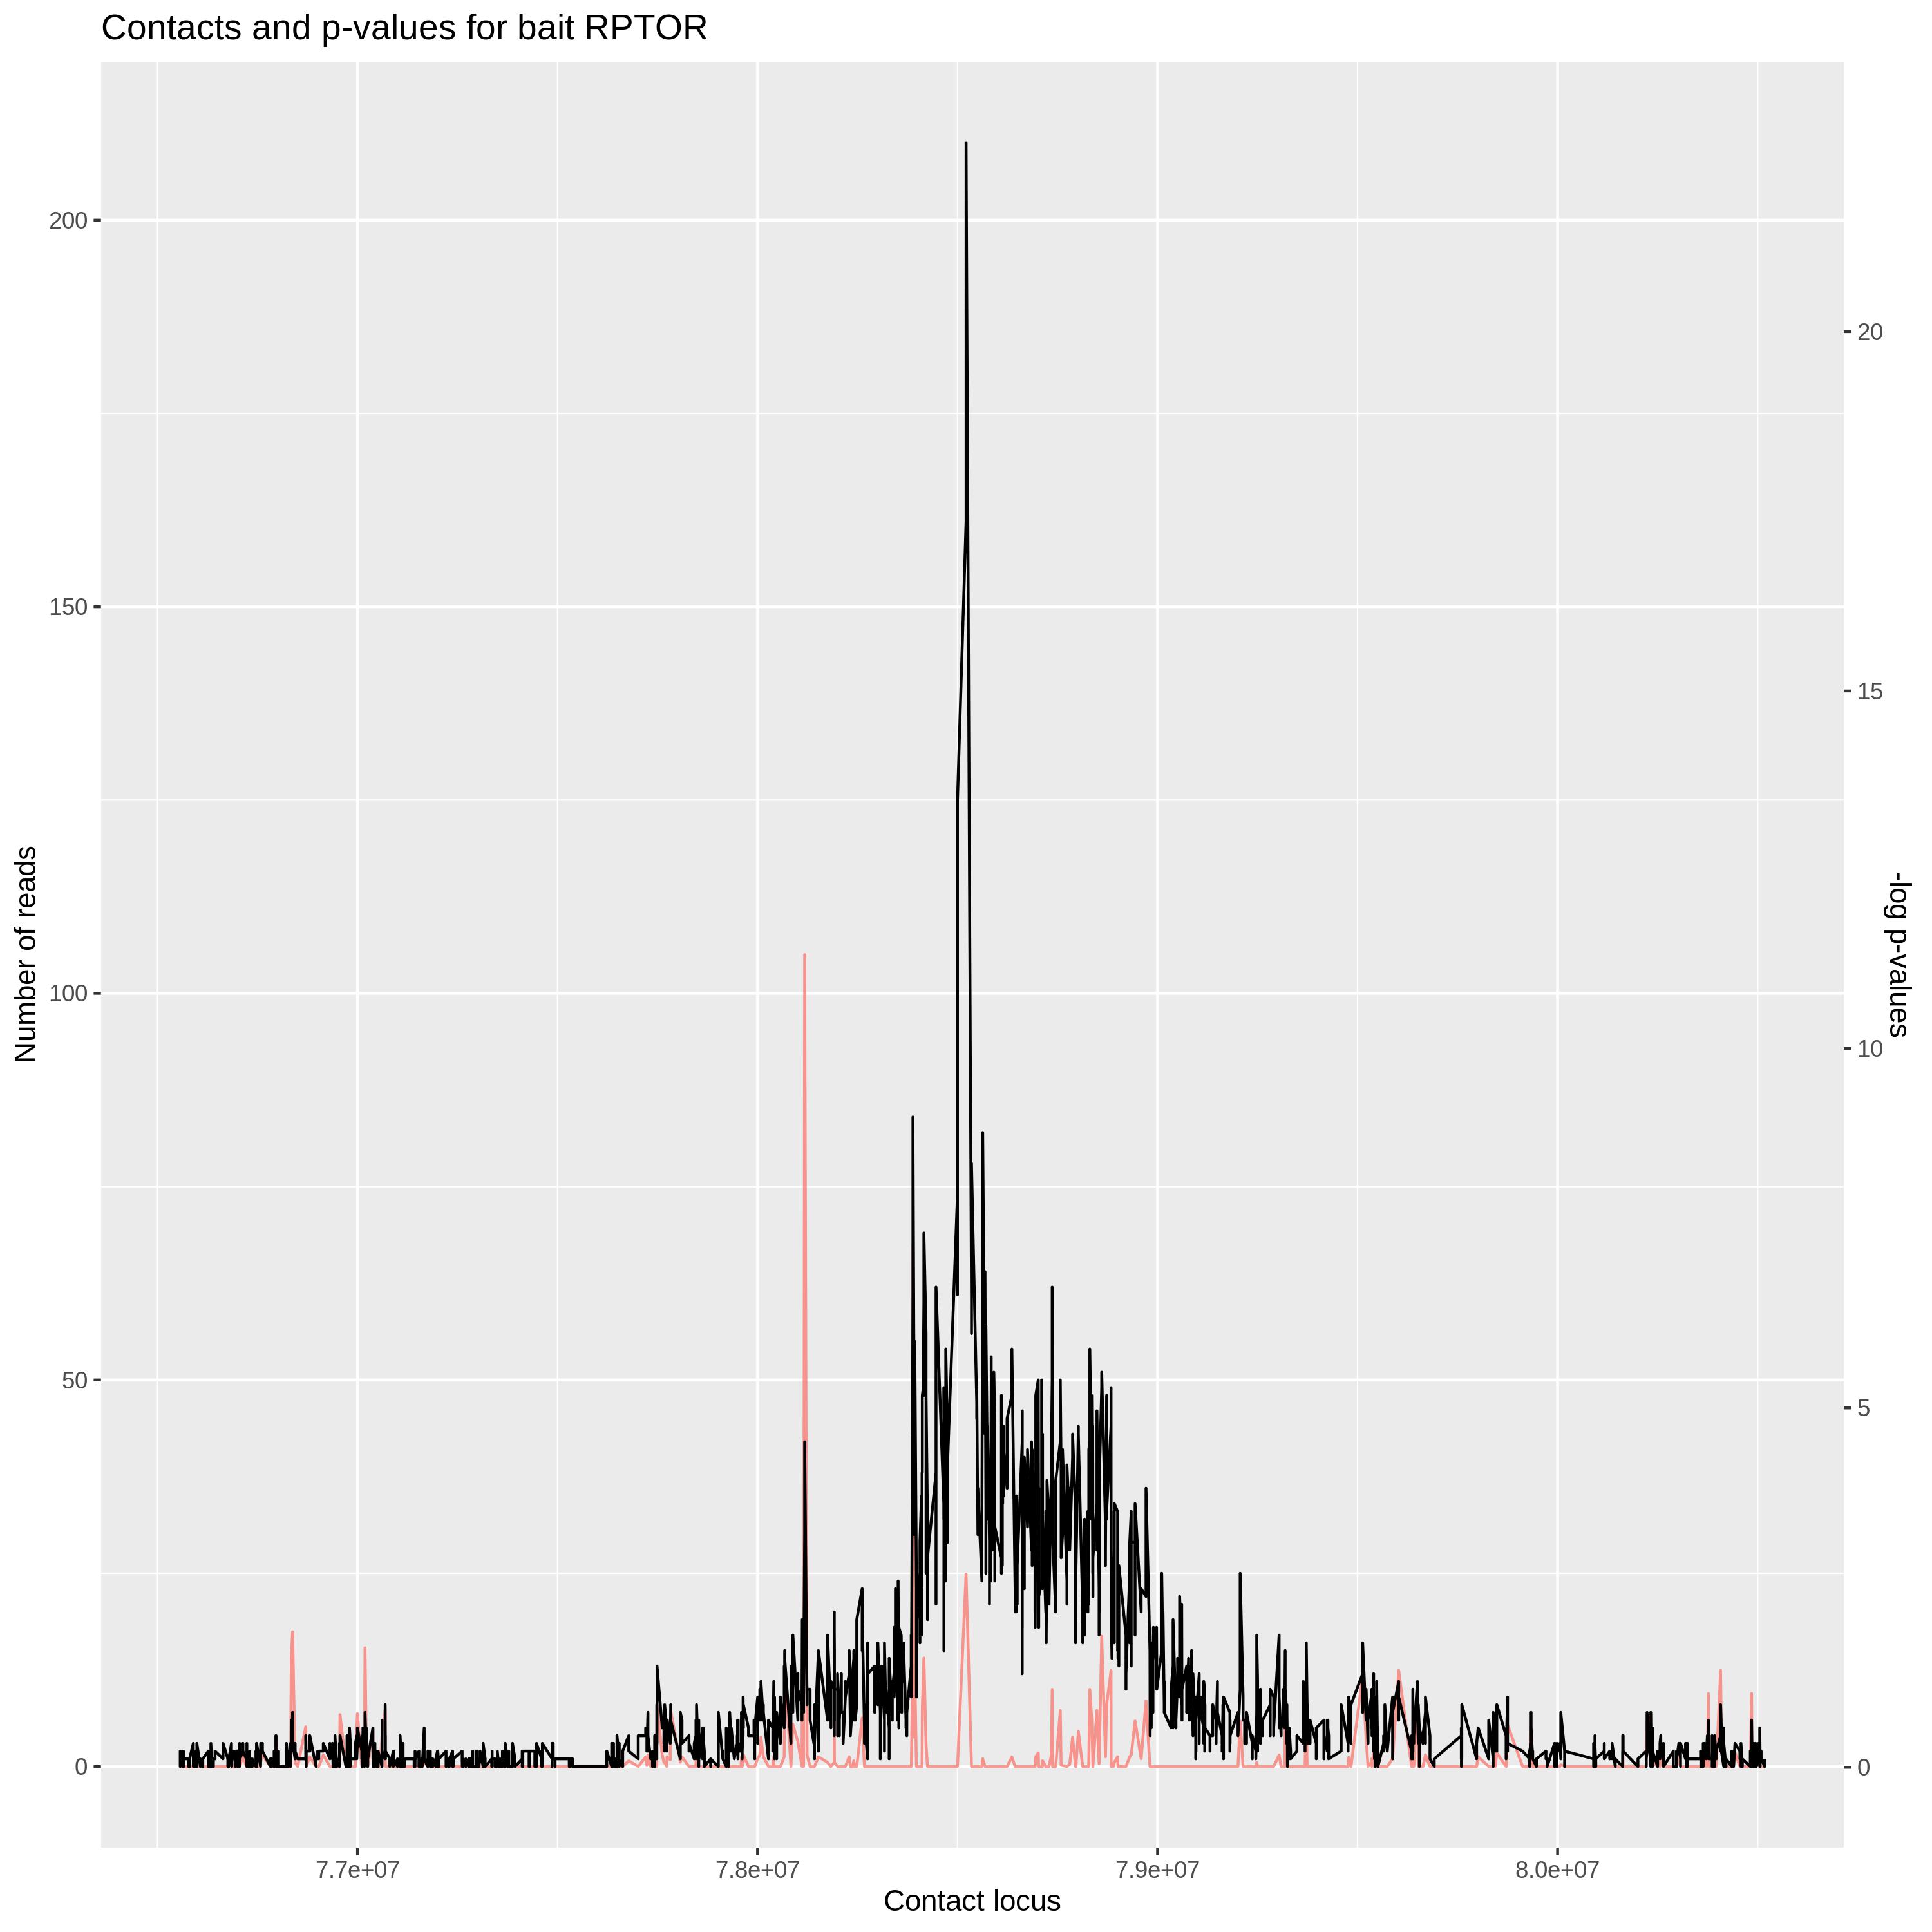 Contacts and p-values for bait RPTOR
Number of reads
200
150
100
50
0
20
15
10
5
0
-log p-values
7.7e+07 7.8e+07 7.9e+07 8.0e+07
Contact locus